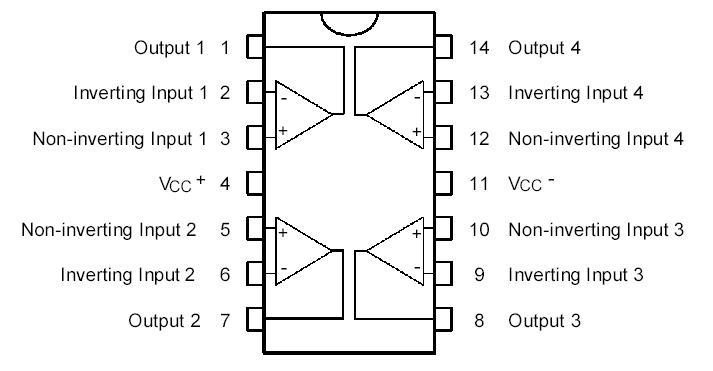 Output 1 1 14 Output 4
Inverting Input 1 2 - - 13 Inverting Input 4
Non-inverting Input 1 3 + + 12 Non-inverting Input 4
VCC + 4 11 VCC -
Non-inverting Input 2 5 + + 10 Non-inverting Input 3
Inverting Input 2 6 - - 9 Inverting Input 3
Output 2 7 8 Output 3